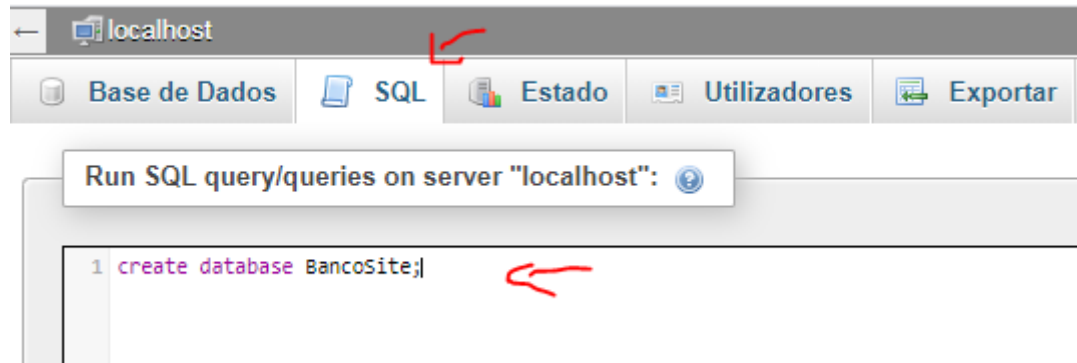 ← localhost
Base de Dados SQL Estado Utilizadores Exportar
Run SQL query/queries on server "localhost":
1 create database BancoSite;